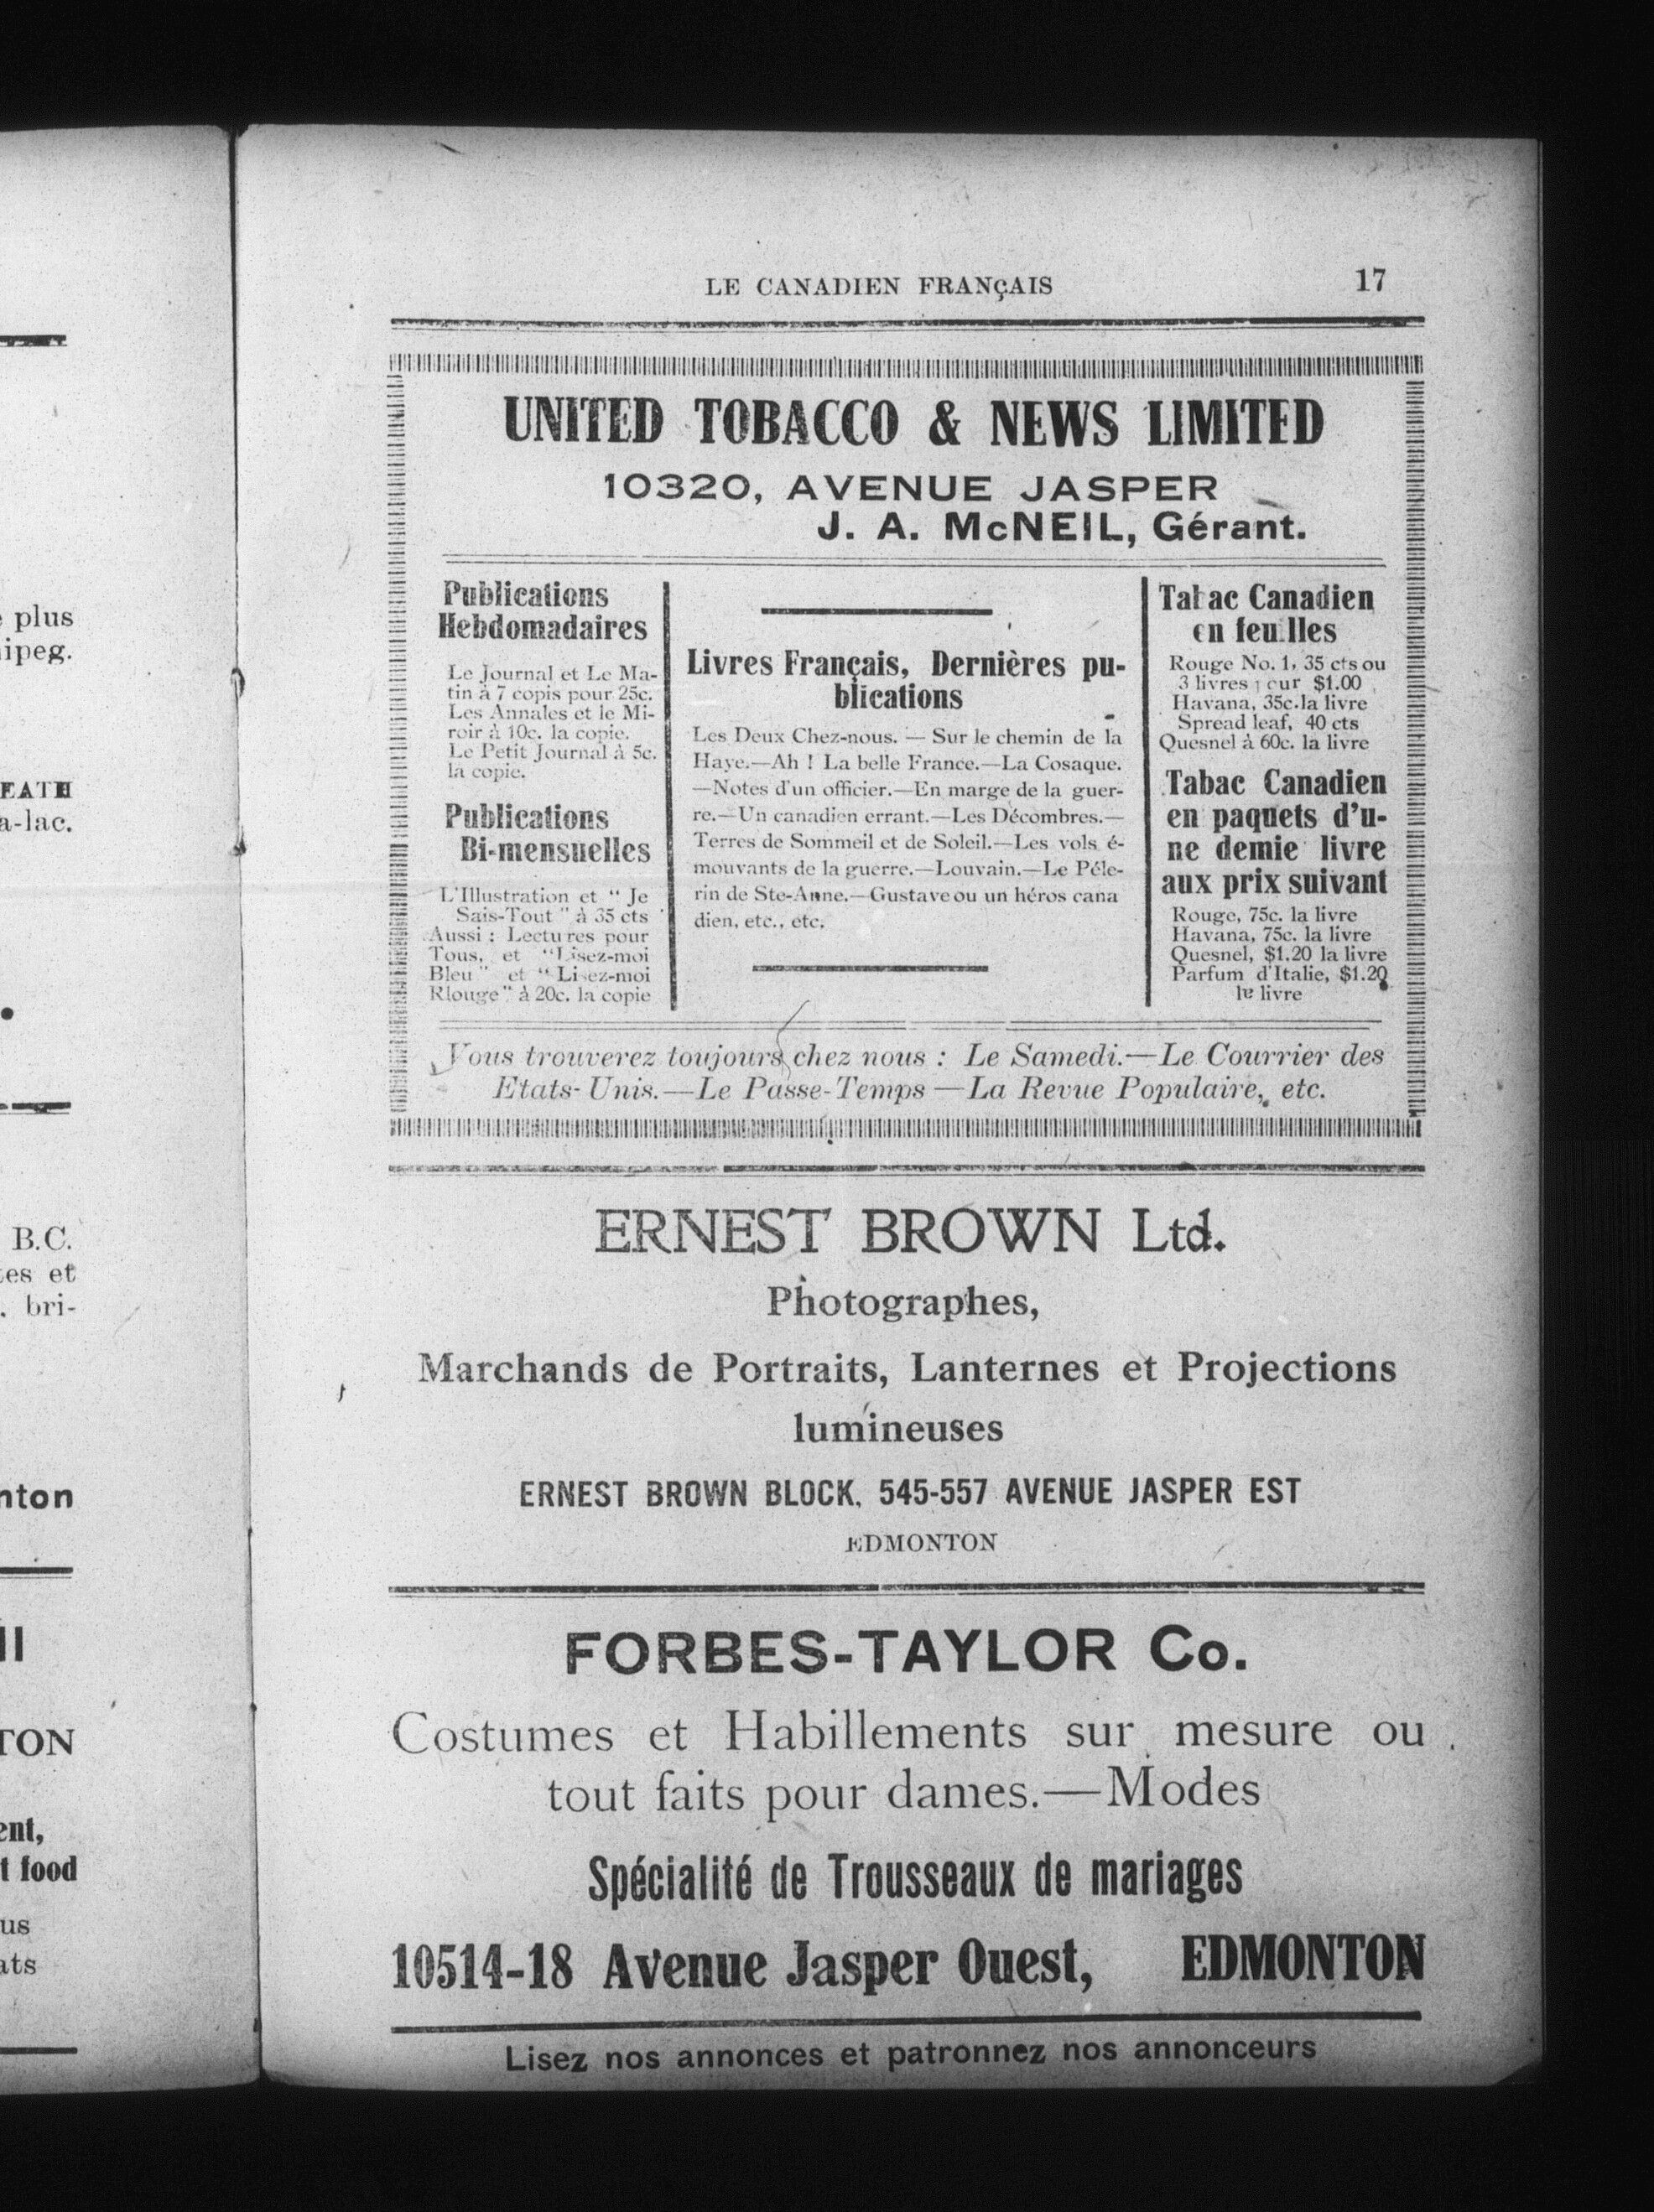 plus
ipeg.
EATH
a-lac.
B.C.
tes et
. bri-
nton
TON
ent,
t food
us
ats
LE CANADIEN FRANçAIS 17
UNITED TOBACCO & NEWS LIMITED
10320, AVENUE JASPER
J. A. McNEIL, Gérant.
Publications
Hebdomadaires
Le Journal et Le Ma-
tin à 7 copis pour 25c.
Les Annales et le Mi-
roir à 10c. la copie.
Le Petit Journal à 5c.
la copie.
Publications
Bi-mensuelles
L'Illustration et " Je
Sais-Tout " à 35 cts
Aussi : Lectures pour
Tous, et "Lisez-moi
Bleu " et " Lisez-moi
Rlouge" à 20c. la copie
Livres Français, Dernières pu-
blications
Les Deux Chez-nous. — Sur le chemin de la
Haye.—Ah ! La belle France.—La Cosaque.
—Notes d'un officier.—En marge de la guer-
re.—Un canadien errant.—Les Décombres.—
Terres de Sommeil et de Soleil.—Les vols é-
mouvants de la guerre.—Louvain.—Le Péle-
rin de Ste-Anne.—Gustave ou un héros cana
dien, etc., etc.
Tabac Canadien
en feuilles
Rouge No. 1, 35 cts ou
3 livres pour $1.00
Havana, 35c. la livre
Spread leaf, 40 cts
Quesnel à 60c. la livre
Tabac Canadien
en paquets d'u-
ne demie livre
aux prix suivant
Rouge, 75c. la livre
Havana, 75c. la livre
Quesnel, $1.20 la livre
Parfum d'Italie, $1.20
la livre
Vous trouverez toujours chez nous : Le Samedi.—Le Courrier des
Etats-Unis.—Le Passe-Temps—La Revue Populaire, etc.
ERNEST BROWN Ltd.
Photographes,
Marchands de Portraits, Lanternes et Projections
lumineuses
ERNEST BROWN BLOCK, 545-557 AVENUE JASPER EST
EDMONTON
FORBES-TAYLOR Co.
Costumes et Habillements sur mesure ou
tout faits pour dames.—Modes
Spécialité de Trousseaux de mariages
10514-18 Avenue Jasper Ouest, EDMONTON
Lisez nos annonces et patronnez nos annonceurs